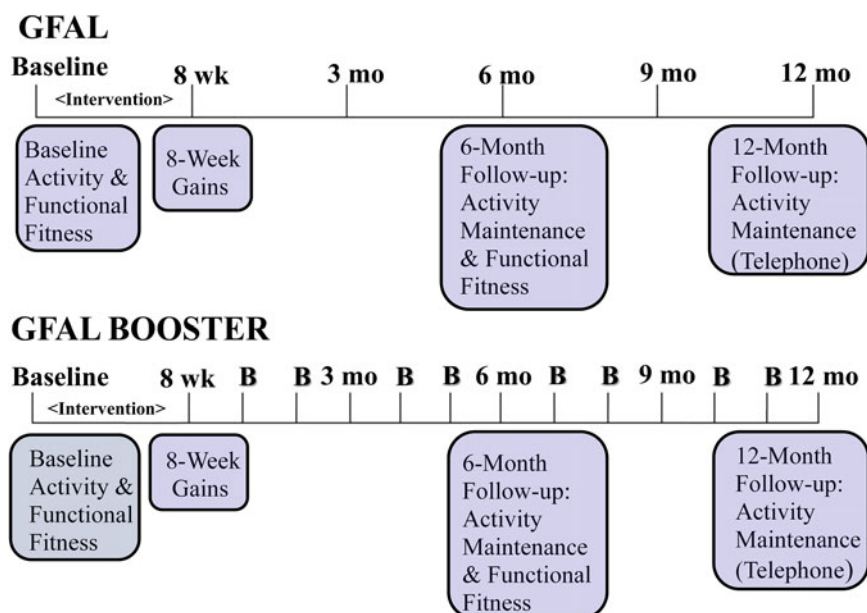 GFAL
Baseline 8 wk 3 mo 6 mo 9 mo 12 mo
<Intervention>
Baseline
Activity &
Functional
Fitness
8-Week
Gains
6-Month
Follow-up:
Activity
Maintenance
& Functional
Fitness
12-Month
Follow-up:
Activity
Maintenance
(Telephone)
GFAL BOOSTER
Baseline 8 wk B B 3 mo B B 6 mo B B 9 mo B B 12 mo
<Intervention>
Baseline
Activity &
Functional
Fitness
8-Week
Gains
6-Month
Follow-up:
Activity
Maintenance
& Functional
Fitness
12-Month
Follow-up:
Activity
Maintenance
(Telephone)